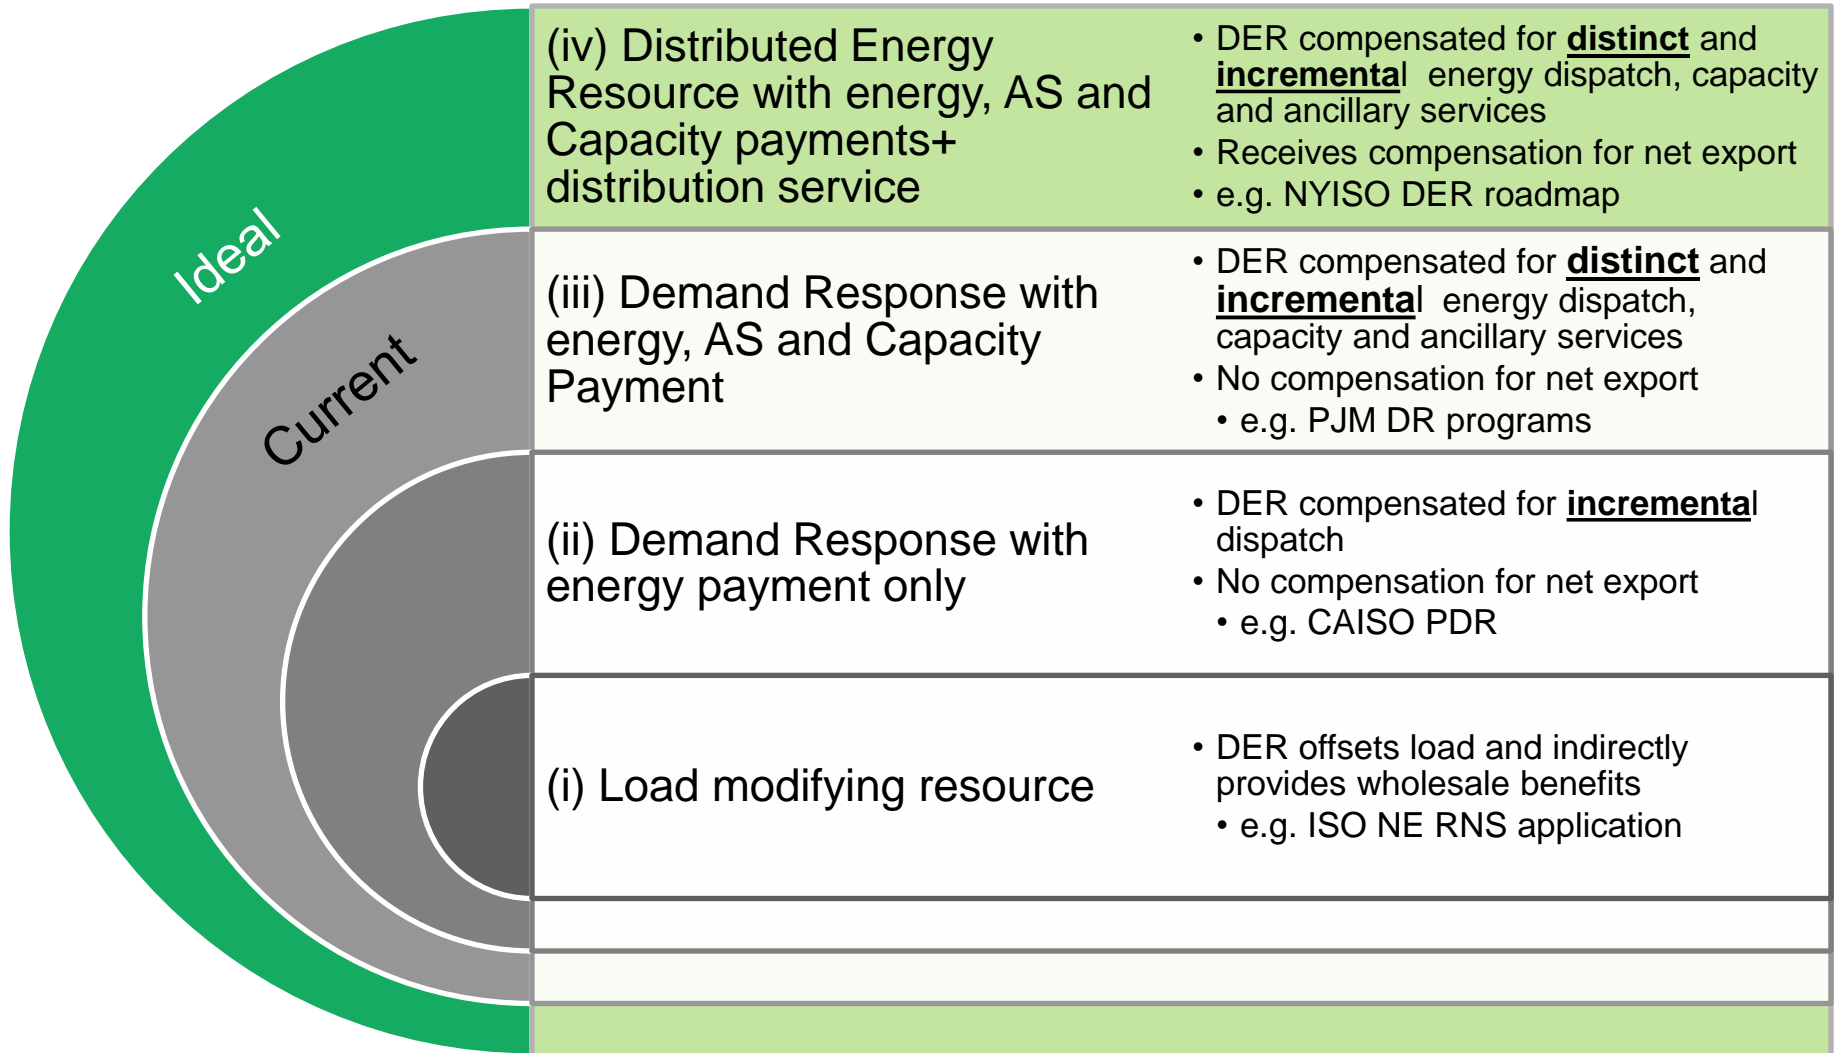 Ideal
Current
(iv) Distributed Energy
Resource with energy, AS and
Capacity payments+
distribution service
• DER compensated for distinct and
incremental energy dispatch, capacity
and ancillary services
• Receives compensation for net export
• e.g. NYISO DER roadmap
(iii) Demand Response with
energy, AS and Capacity
Payment
• DER compensated for distinct and
incremental energy dispatch,
capacity and ancillary services
• No compensation for net export
• e.g. PJM DR programs
(ii) Demand Response with
energy payment only
• DER compensated for incremental
dispatch
• No compensation for net export
• e.g. CAISO PDR
(i) Load modifying resource
• DER offsets load and indirectly
provides wholesale benefits
• e.g. ISO NE RNS application